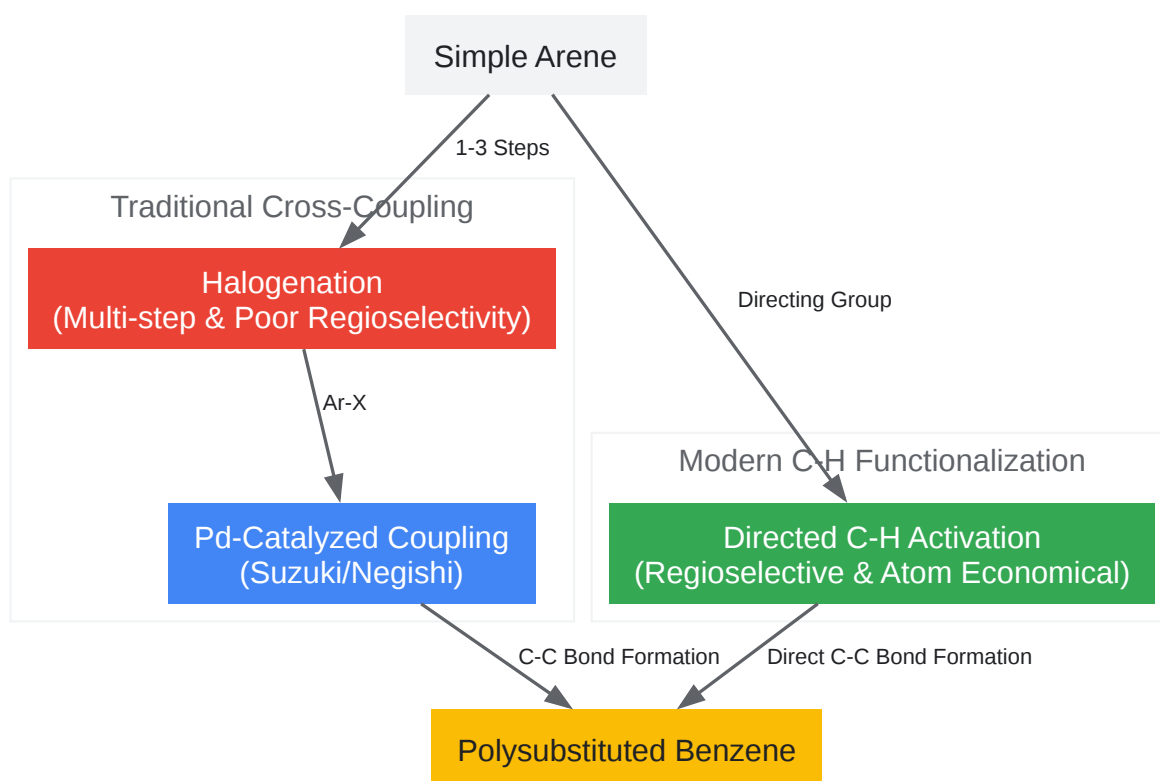 Simple Arene
1-3 Steps
Traditional Cross-Coupling
Halogenation
(Multi-step & Poor Regioselectivity)
Directing Group
Ar-X
Modern C-H Functionalization
Pd-Catalyzed Coupling
(Suzuki/Negishi)
Directed C-H Activation
(Regioselective & Atom Economical)
C-C Bond Formation
Direct C-C Bond Formation
Polysubstituted Benzene